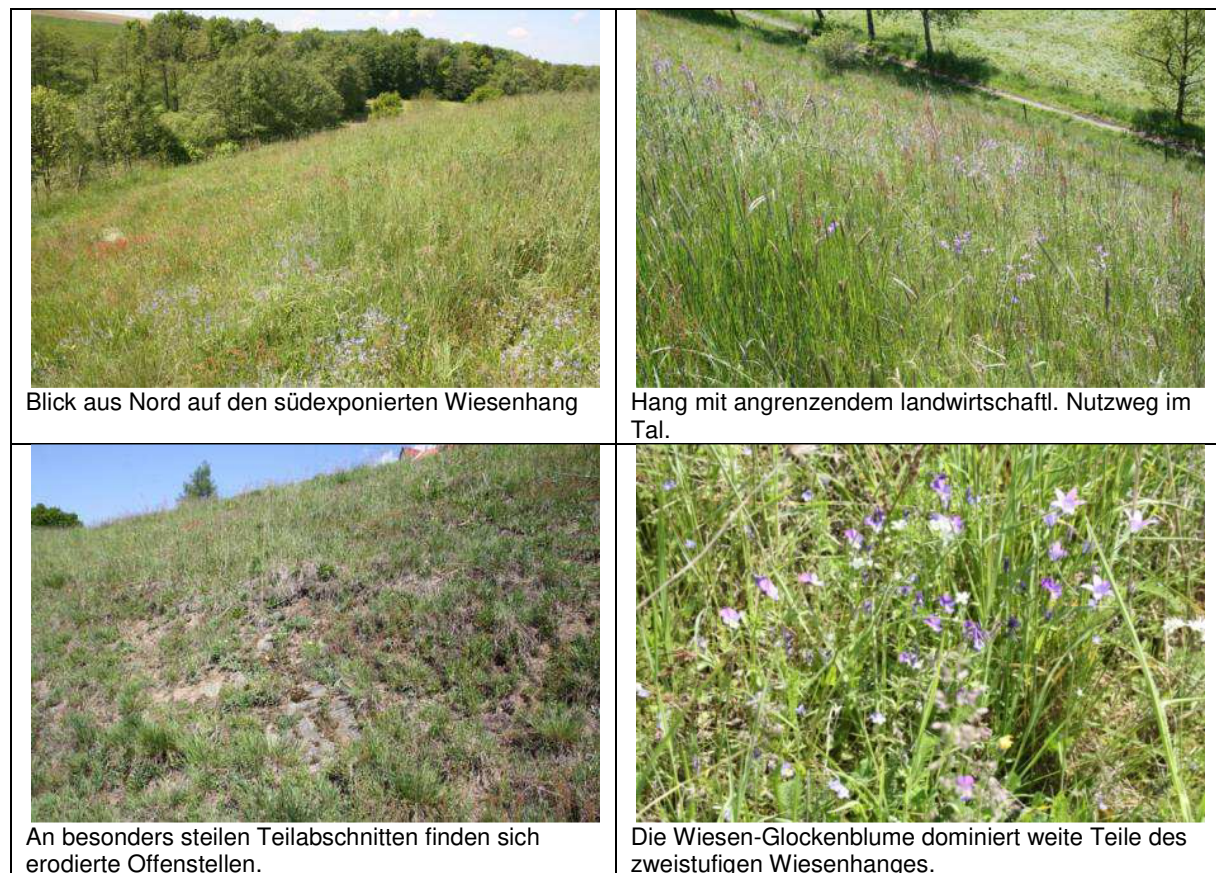 Blick aus Nord auf den südexponierten Wiesenhang
Hang mit angrenzendem landwirtschaftl. Nutzweg im
Tal.
An besonders steilen Teilabschnitten finden sich
erodierte Offenstellen.
Die Wiesen-Glockenblume dominiert weite Teile des
zweistufigen Wiesenhanges.